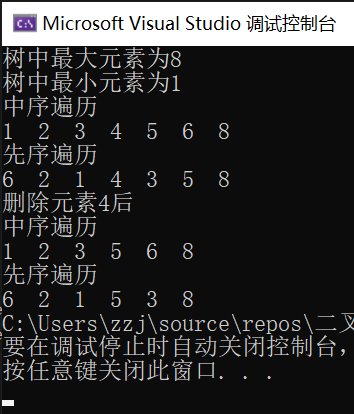 Microsoft Visual Studio 调试控制台
树中最大元素为8
树中最小元素为1
中序遍历
1 2 3 4 5 6 8
先序遍历
6 2 1 4 3 5 8
删除元素4后
中序遍历
1 2 3 5 6 8
先序遍历
6 2 1 5 3 8
C:\Users\zzj\source\repos\二叉
要在调试停止时自动关闭控制台，
按任意键关闭此窗口. . .